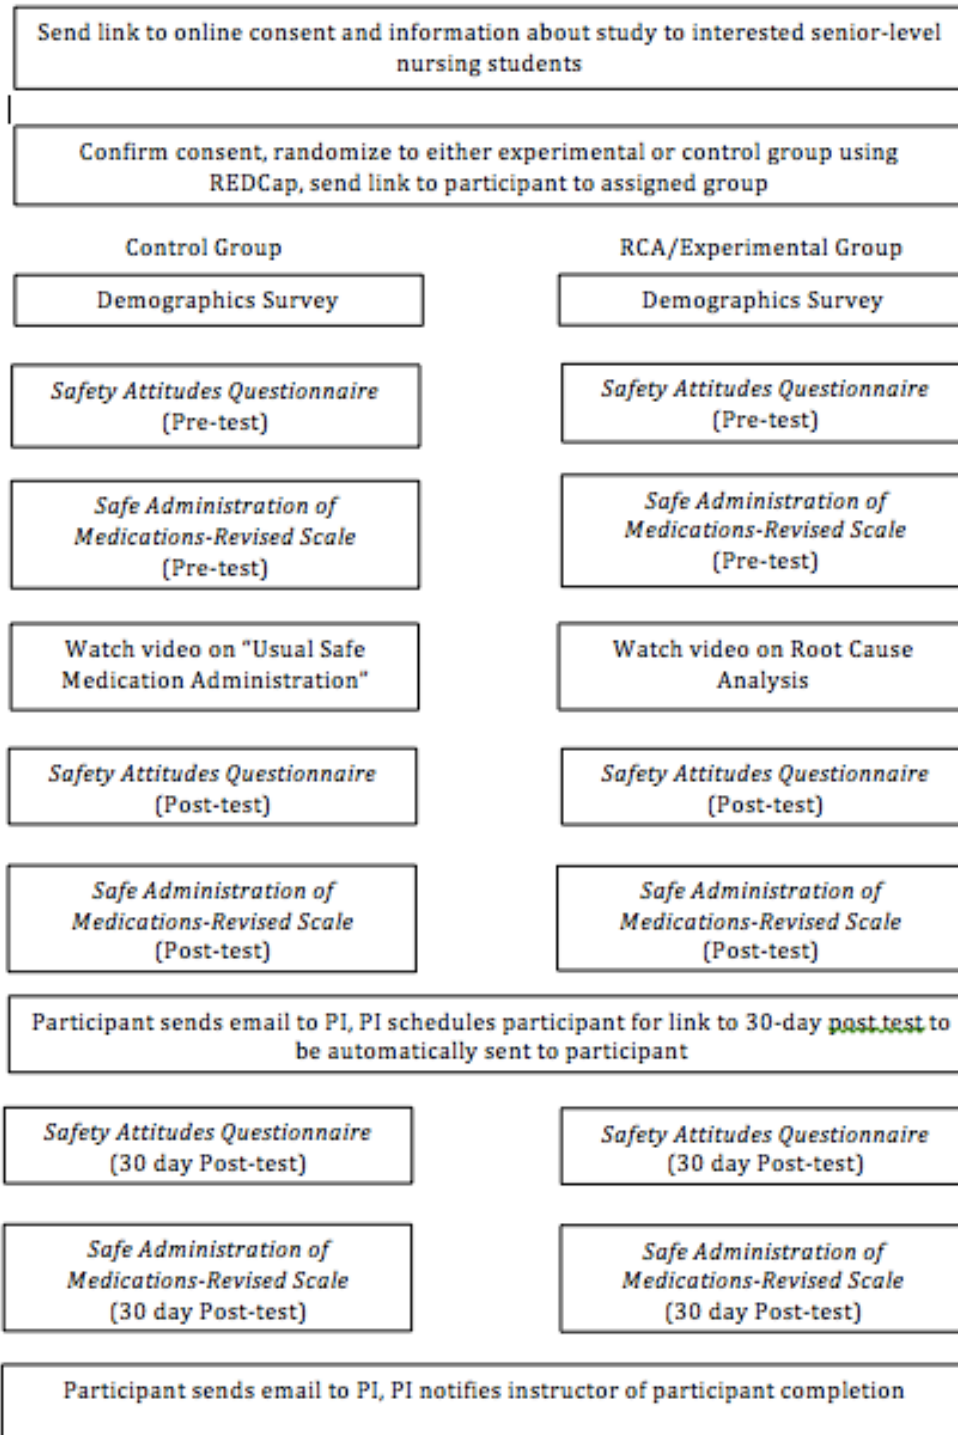 Send link to online consent and information about study to interested senior-level
nursing students
Confirm consent, randomize to either experimental or control group using
REDCap, send link to participant to assigned group
Control Group
RCA/Experimental Group
Demographics Survey
Demographics Survey
Safety Attitudes Questionnaire
(Pre-test)
Safety Attitudes Questionnaire
(Pre-test)
Safe Administration of
Medications-Revised Scale
(Pre-test)
Safe Administration of
Medications-Revised Scale
(Pre-test)
Watch video on "Usual Safe
Medication Administration"
Watch video on Root Cause
Analysis
Safety Attitudes Questionnaire
(Post-test)
Safety Attitudes Questionnaire
(Post-test)
Safe Administration of
Medications-Revised Scale
(Post-test)
Safe Administration of
Medications-Revised Scale
(Post-test)
Participant sends email to PI, PI schedules participant for link to 30-day post test to
be automatically sent to participant
Safety Attitudes Questionnaire
(30 day Post-test)
Safety Attitudes Questionnaire
(30 day Post-test)
Safe Administration of
Medications-Revised Scale
(30 day Post-test)
Safe Administration of
Medications-Revised Scale
(30 day Post-test)
Participant sends email to PI, PI notifies instructor of participant completion